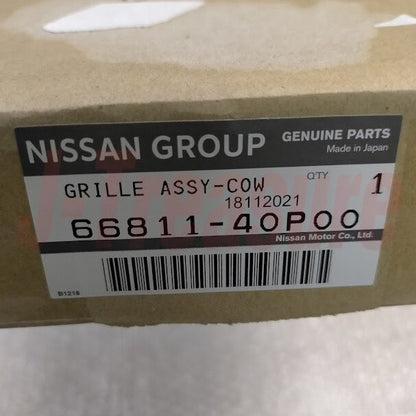 NISSAN GROUP
GENUINE PARTS
Made in Japan
GRILLE ASSY-COW
QTY 1
18112021
66811-40P00
Nissan Motor Co., Ltd.
B1218
J-Treasure